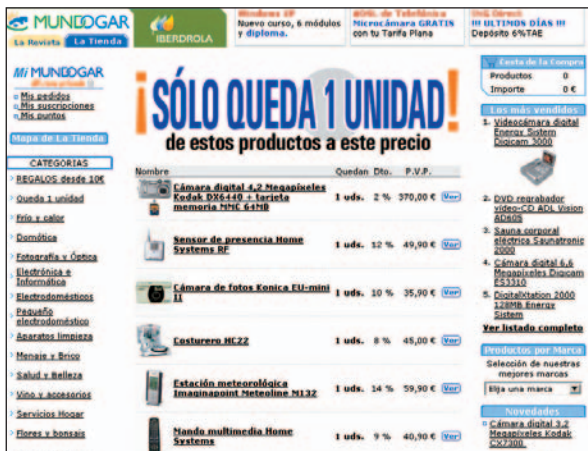 MUNDOGAR
La Revista La Tienda
IBERDROLA
Nuevo curso, 6 módulos
y diploma.
Microcámara GRATIS
con tu Tarifa Plana
!!! ULTIMOS DÍAS !!!
Depósito 6%TAE
Mi MUNDOGAR
Mis pedidos
Mis suscripciones
Mis puntos
Mapa de La Tienda
CATEGORIAS
REGALOS desde 10€
Queda 1 unidad
Frío y calor
Domótica
Fotografía y Óptica
Electrónica e
Informática
Electrodomésticos
Pequeño
electrodoméstico
Aparatos limpieza
Menaje y Brico
Salud y Belleza
Vino y accesorios
Servicios Hogar
Flores y bonsais
¡SÓLO QUEDA 1 UNIDAD!
de estos productos a este precio
Nombre Quedan Dto. P.V.P.
Cámara digital 4,2 Megapíxeles
Kodak DX6440 + tarjeta
memoria MMC 64MB
1 uds. 2 % 370,00 € Ver
Sensor de presencia Home
Systems RF
1 uds. 12 % 49,90 € Ver
Cámara de fotos Konica EU-mini
II
1 uds. 10 % 35,90 € Ver
Costurero HC22
1 uds. 8 % 45,00 € Ver
Estación meteorológica
Imaginapoint Meteoline M132
1 uds. 14 % 59,90 € Ver
Mando multimedia Home
Systems
1 uds. 9 % 40,90 € Ver
Cesta de la Compra
Productos 0
Importe 0 €
Los más vendidos
1. Videocámara digital
Energy Sistem
Digicam 3000
2. DVD regrabador
vídeo-CD ADL Vision
AD605
3. Sauna corporal
eléctrica Saunatronic
2000
4. Cámara digital 6,6
Megapíxeles Digicam
ES3310
5. DigitalXtation 2000
128MB Energy
Sistem
Ver listado completo
Productos por Marca
Selección de nuestras
mejores marcas
Elija una marca
Novedades
Cámara digital 3,2
Megapíxeles Kodak
CX7300.